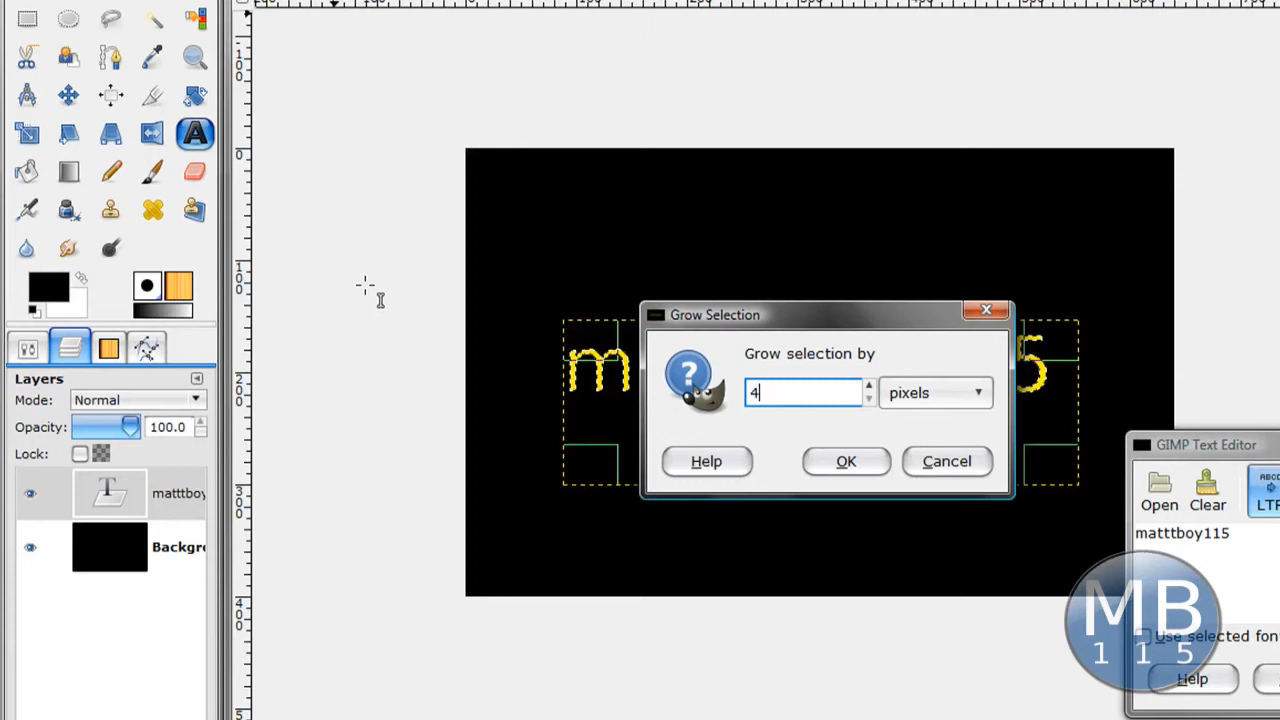 Grow Selection
Grow selection by
4
pixels
Help
OK
Cancel
m
5
Layers
Mode:
Normal
Opacity:
100.0
Lock:
matttboy
Backgro
GIMP Text Editor
Open
Clear
LTR
matttboy115
Use selected fon
Help
MB
115